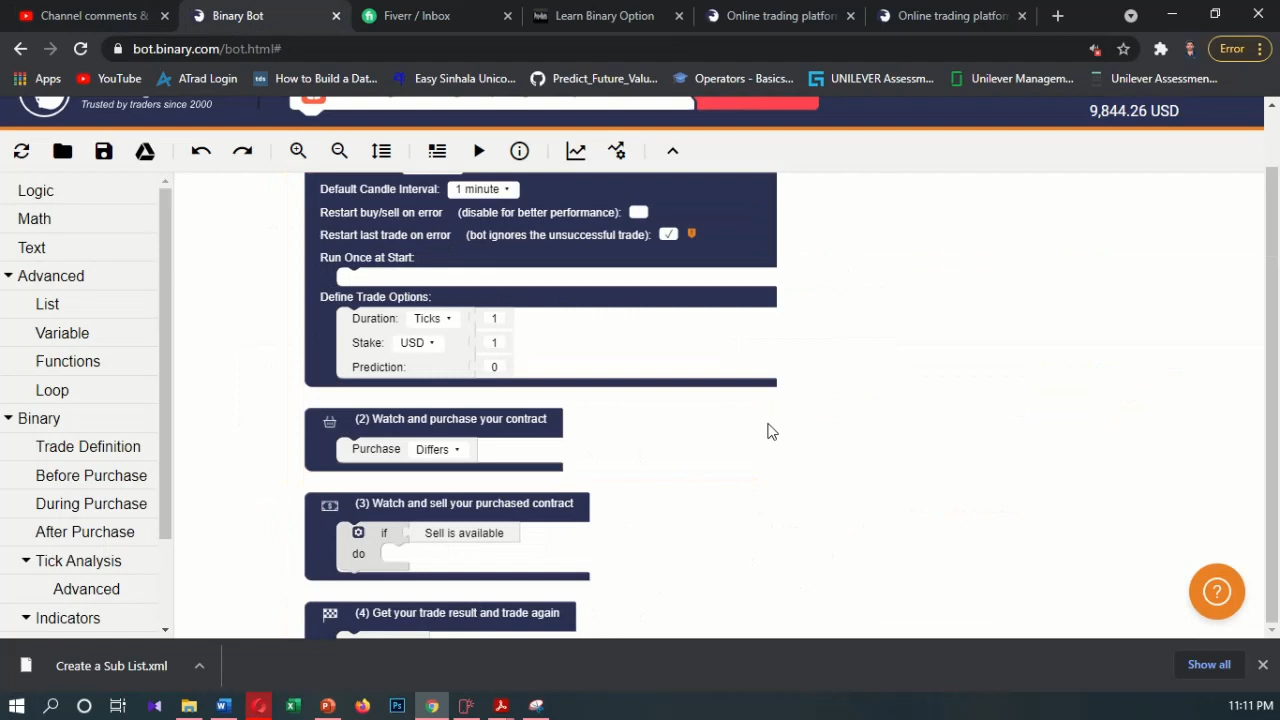 Channel comments &
Binary Bot
Fiverr / Inbox
Learn Binary Option
Online trading platfor
Online trading platfor
bot.binary.com/bot.html#
Error
Apps
YouTube
ATrad Login
How to Build a Dat...
Easy Sinhala Unico...
Predict_Future_Valu...
Operators - Basics...
UNILEVER Assessm...
Unilever Managem...
Unilever Assessmen...
Trusted by traders since 2000
9,844.26 USD
Logic
Math
Text
Advanced
List
Variable
Functions
Loop
Binary
Trade Definition
Before Purchase
During Purchase
After Purchase
Tick Analysis
Advanced
Indicators
Default Candle Interval: 1 minute
Restart buy/sell on error (disable for better performance):
Restart last trade on error (bot ignores the unsuccessful trade): ✓
Run Once at Start:
Define Trade Options:
Duration: Ticks 1
Stake: USD 1
Prediction: 0
(2) Watch and purchase your contract
Purchase Differs
(3) Watch and sell your purchased contract
if Sell is available
do
(4) Get your trade result and trade again
Create a Sub List.xml
Show all
11:11 PM